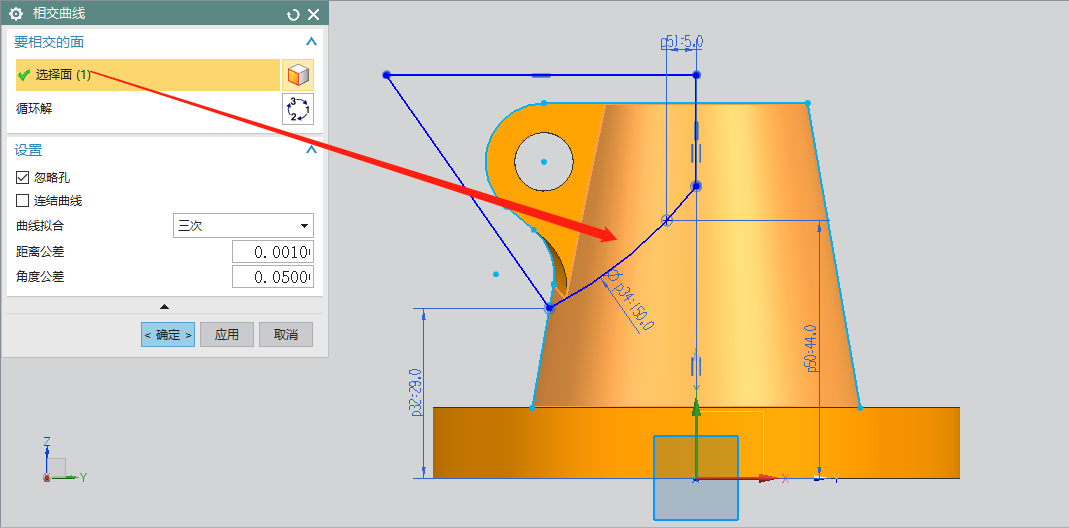 相交曲线
要相交的面
选择面 (1)
循环解
3
1
2
设置
忽略孔
连结曲线
曲线拟合
三次
距离公差
0.0010
角度公差
0.0500
< 确定 >
应用
取消
p51:5.0
Ø p34:150.0
p32:29.0
p50:44.0
Y
X
Y
Z
Y